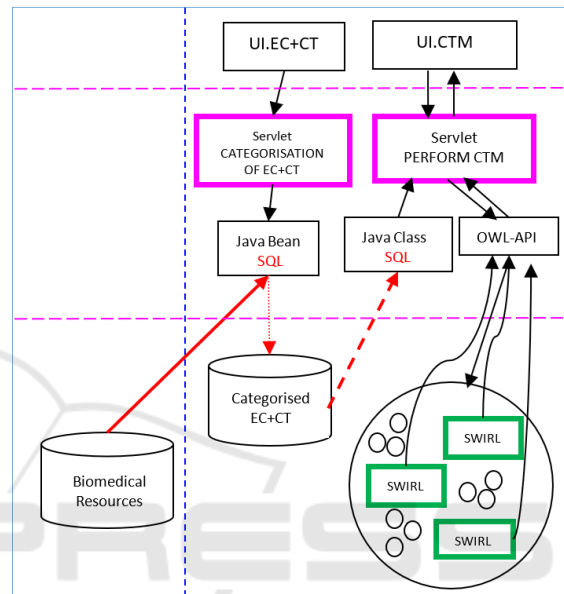 UI.EC+CT
UI.CTM
Servlet
CATEGORISATION
OF EC+CT
Servlet
PERFORM CTM
Java Bean
SQL
Java Class
SQL
OWL-API
Categorised
EC+CT
Biomedical
Resources
SWIRL
SWIRL
SWIRL
PRESS